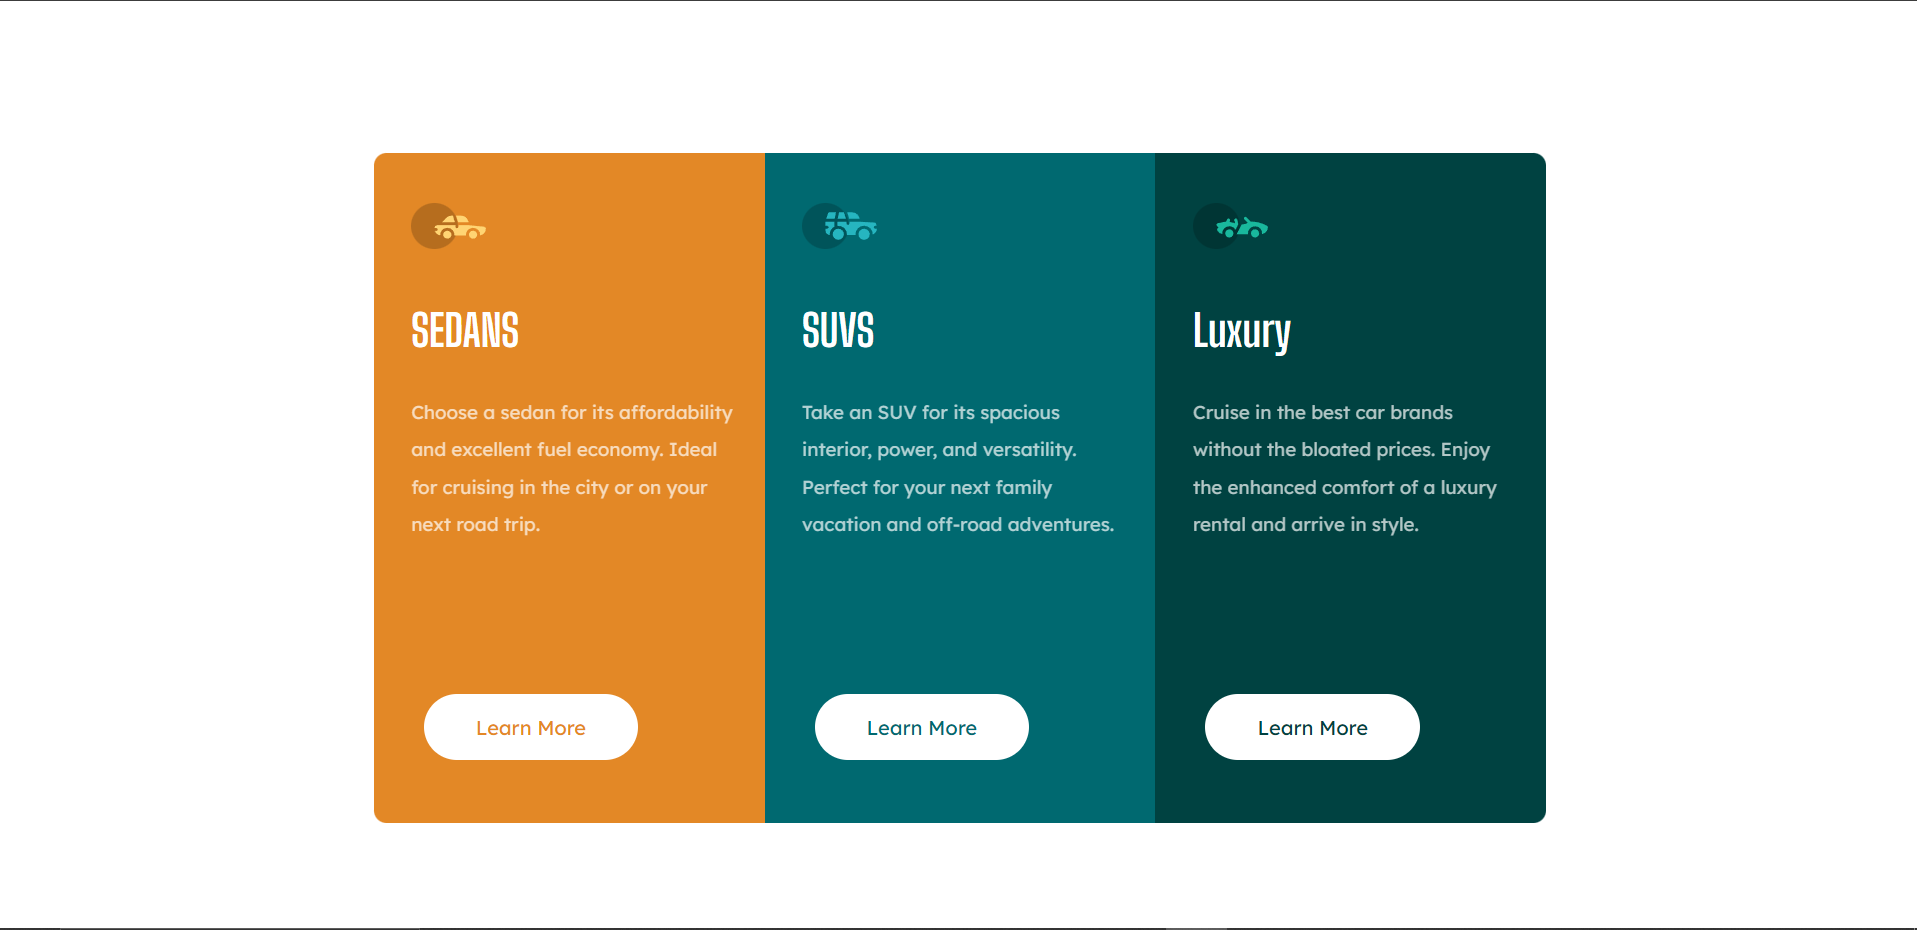 SEDANS
Choose a sedan for its affordability
and excellent fuel economy. Ideal
for cruising in the city or on your
next road trip.
Learn More
SUVS
Take an SUV for its spacious
interior, power, and versatility.
Perfect for your next family
vacation and off-road adventures.
Learn More
Luxury
Cruise in the best car brands
without the bloated prices. Enjoy
the enhanced comfort of a luxury
rental and arrive in style.
Learn More